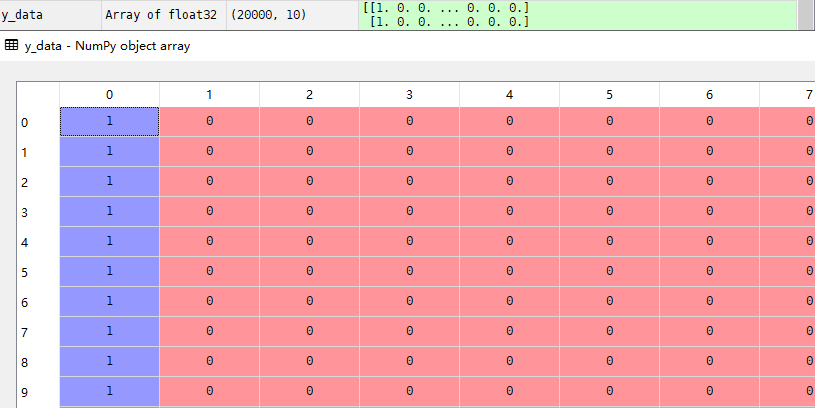 y_data Array of float32 (20000, 10) [[1. 0. 0. ... 0. 0. 0.]
[1. 0. 0. ... 0. 0. 0.]
y_data - NumPy object array
0 1 2 3 4 5 6 7
0 1 0 0 0 0 0 0 0
1 1 0 0 0 0 0 0 0
2 1 0 0 0 0 0 0 0
3 1 0 0 0 0 0 0 0
4 1 0 0 0 0 0 0 0
5 1 0 0 0 0 0 0 0
6 1 0 0 0 0 0 0 0
7 1 0 0 0 0 0 0 0
8 1 0 0 0 0 0 0 0
9 1 0 0 0 0 0 0 0